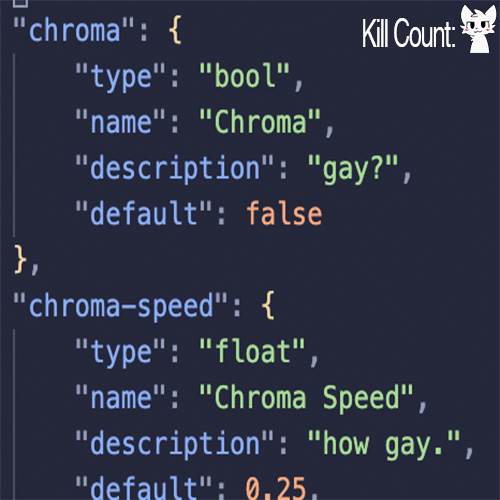 Kill Count:
"chroma": {
"type": "bool",
"name": "Chroma",
"description": "gay?",
"default": false
},
"chroma-speed": {
"type": "float",
"name": "Chroma Speed",
"description": "how gay.",
"default": 0.25,